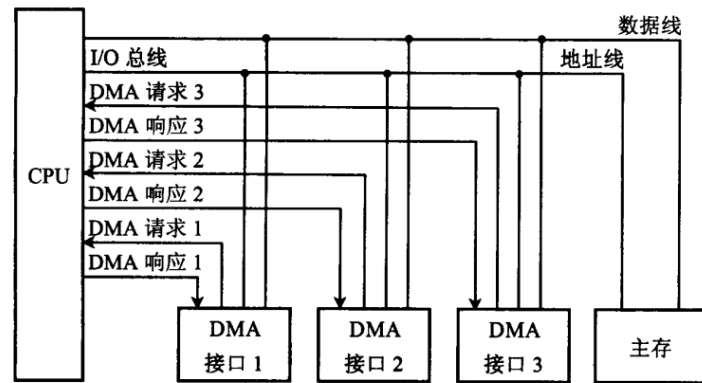 数据线
I/O 总线
地址线
DMA 请求 3
DMA 响应 3
DMA 请求 2
CPU
DMA 响应 2
DMA 请求 1
DMA 响应 1
DMA
接口 1
DMA
接口 2
DMA
接口 3
主存